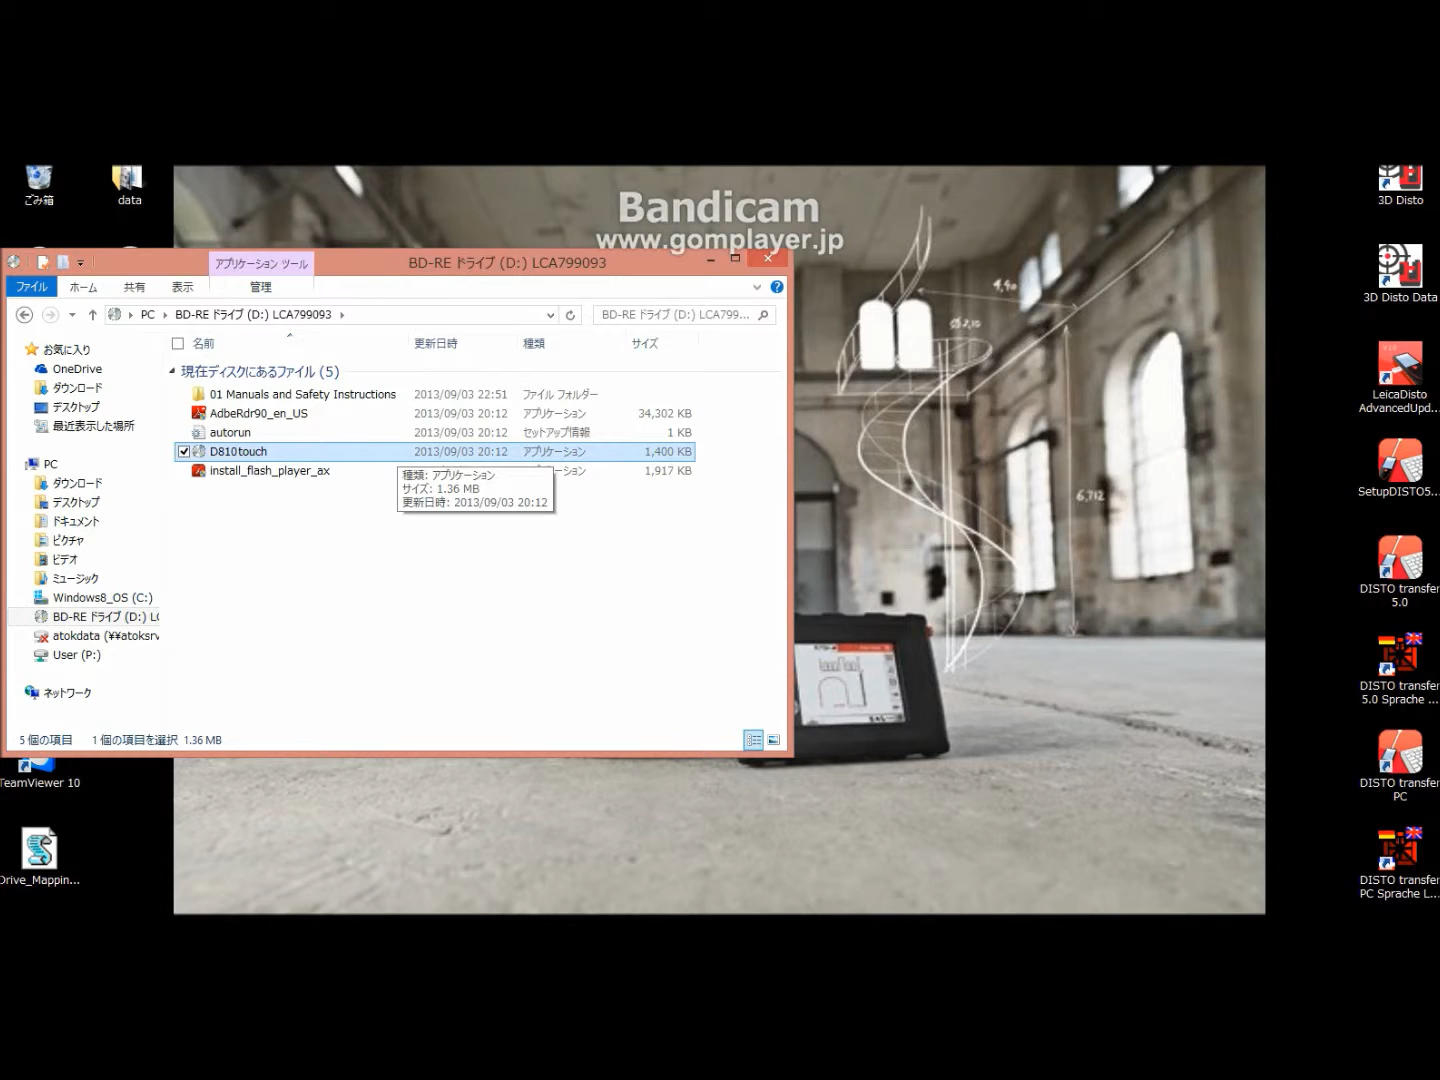 ごみ箱
data
Bandicam
www.gomplayer.jp
3D Disto
3D Disto Data
LeicaDisto
AdvancedUpd...
SetupDISTO5...
DISTO transfer
5.0
DISTO transfer
5.0 Sprache ...
DISTO transfer
PC
DISTO transfer
PC Sprache L...
アプリケーション ツール
BD-RE ドライブ (D:) LCA799093
ファイル
ホーム
共有
表示
管理
PC
BD-RE ドライブ (D:) LCA799093
BD-RE ドライブ (D:) LCA799...
名前
更新日時
種類
サイズ
現在ディスクにあるファイル (5)
01 Manuals and Safety Instructions 2013/09/03 22:51 ファイル フォルダー
AdbeRdr90_en_US 2013/09/03 20:12 アプリケーション 34,302 KB
autorun 2013/09/03 20:12 セットアップ情報 1 KB
D810touch 2013/09/03 20:12 アプリケーション 1,400 KB
install_flash_player_ax ーション 1,917 KB
種類: アプリケーション
サイズ: 1.36 MB
更新日時: 2013/09/03 20:12
お気に入り
OneDrive
ダウンロード
デスクトップ
最近表示した場所
PC
ダウンロード
デスクトップ
ドキュメント
ピクチャ
ビデオ
ミュージック
Windows8_OS (C:)
BD-RE ドライブ (D:) LC
atokdata (¥¥atoksrv
User (P:)
ネットワーク
5 個の項目
1 個の項目を選択 1.36 MB
TeamViewer 10
Drive_Mappin...
4,40
Ø2,10
6,712